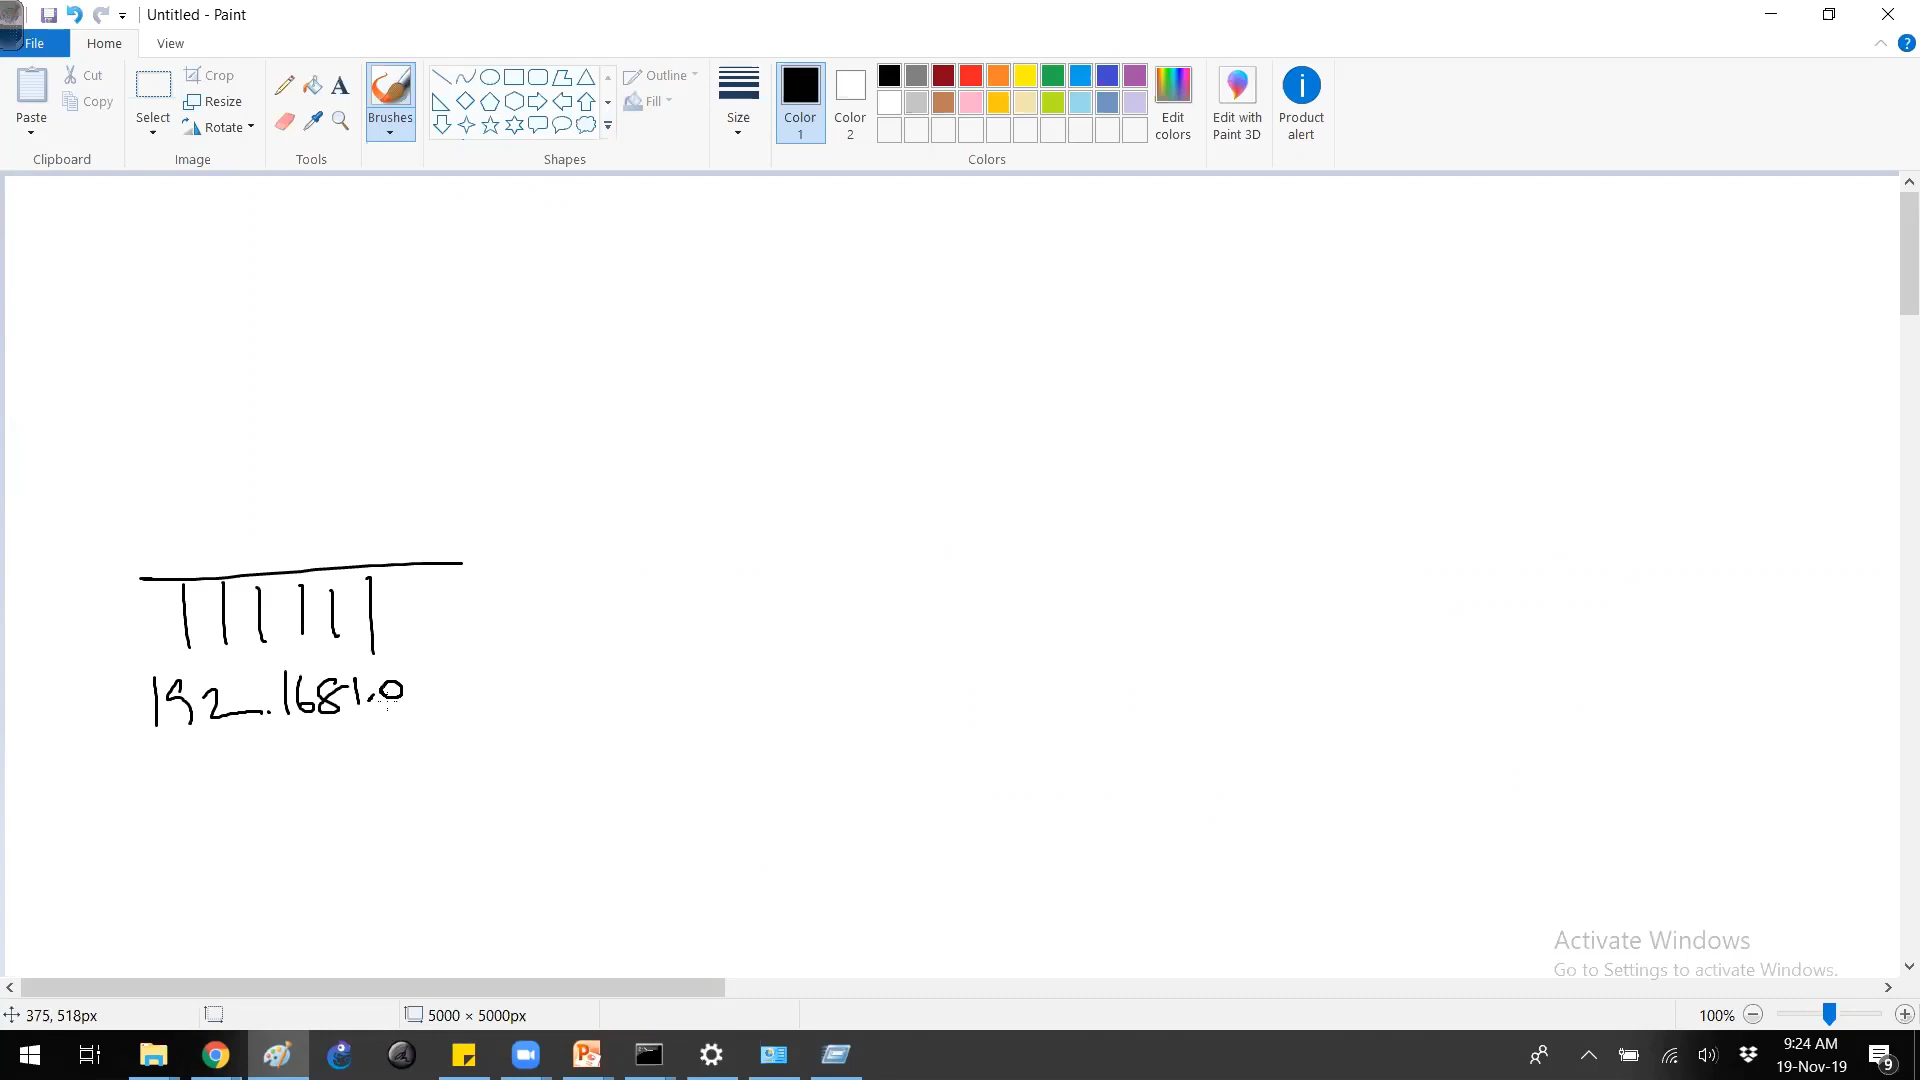 Untitled - Paint
File Home View
Paste
Cut
Copy
Clipboard
Select
Crop
Resize
Rotate
Image
Tools
Brushes
Outline
Fill
Shapes
Size
Color 1
Color 2
Edit colors
Colors
Edit with Paint 3D
Product alert
192.1681.0
Activate Windows
Go to Settings to activate Windows.
375, 518px
5000 × 5000px
100%
9:24 AM
19-Nov-19
9